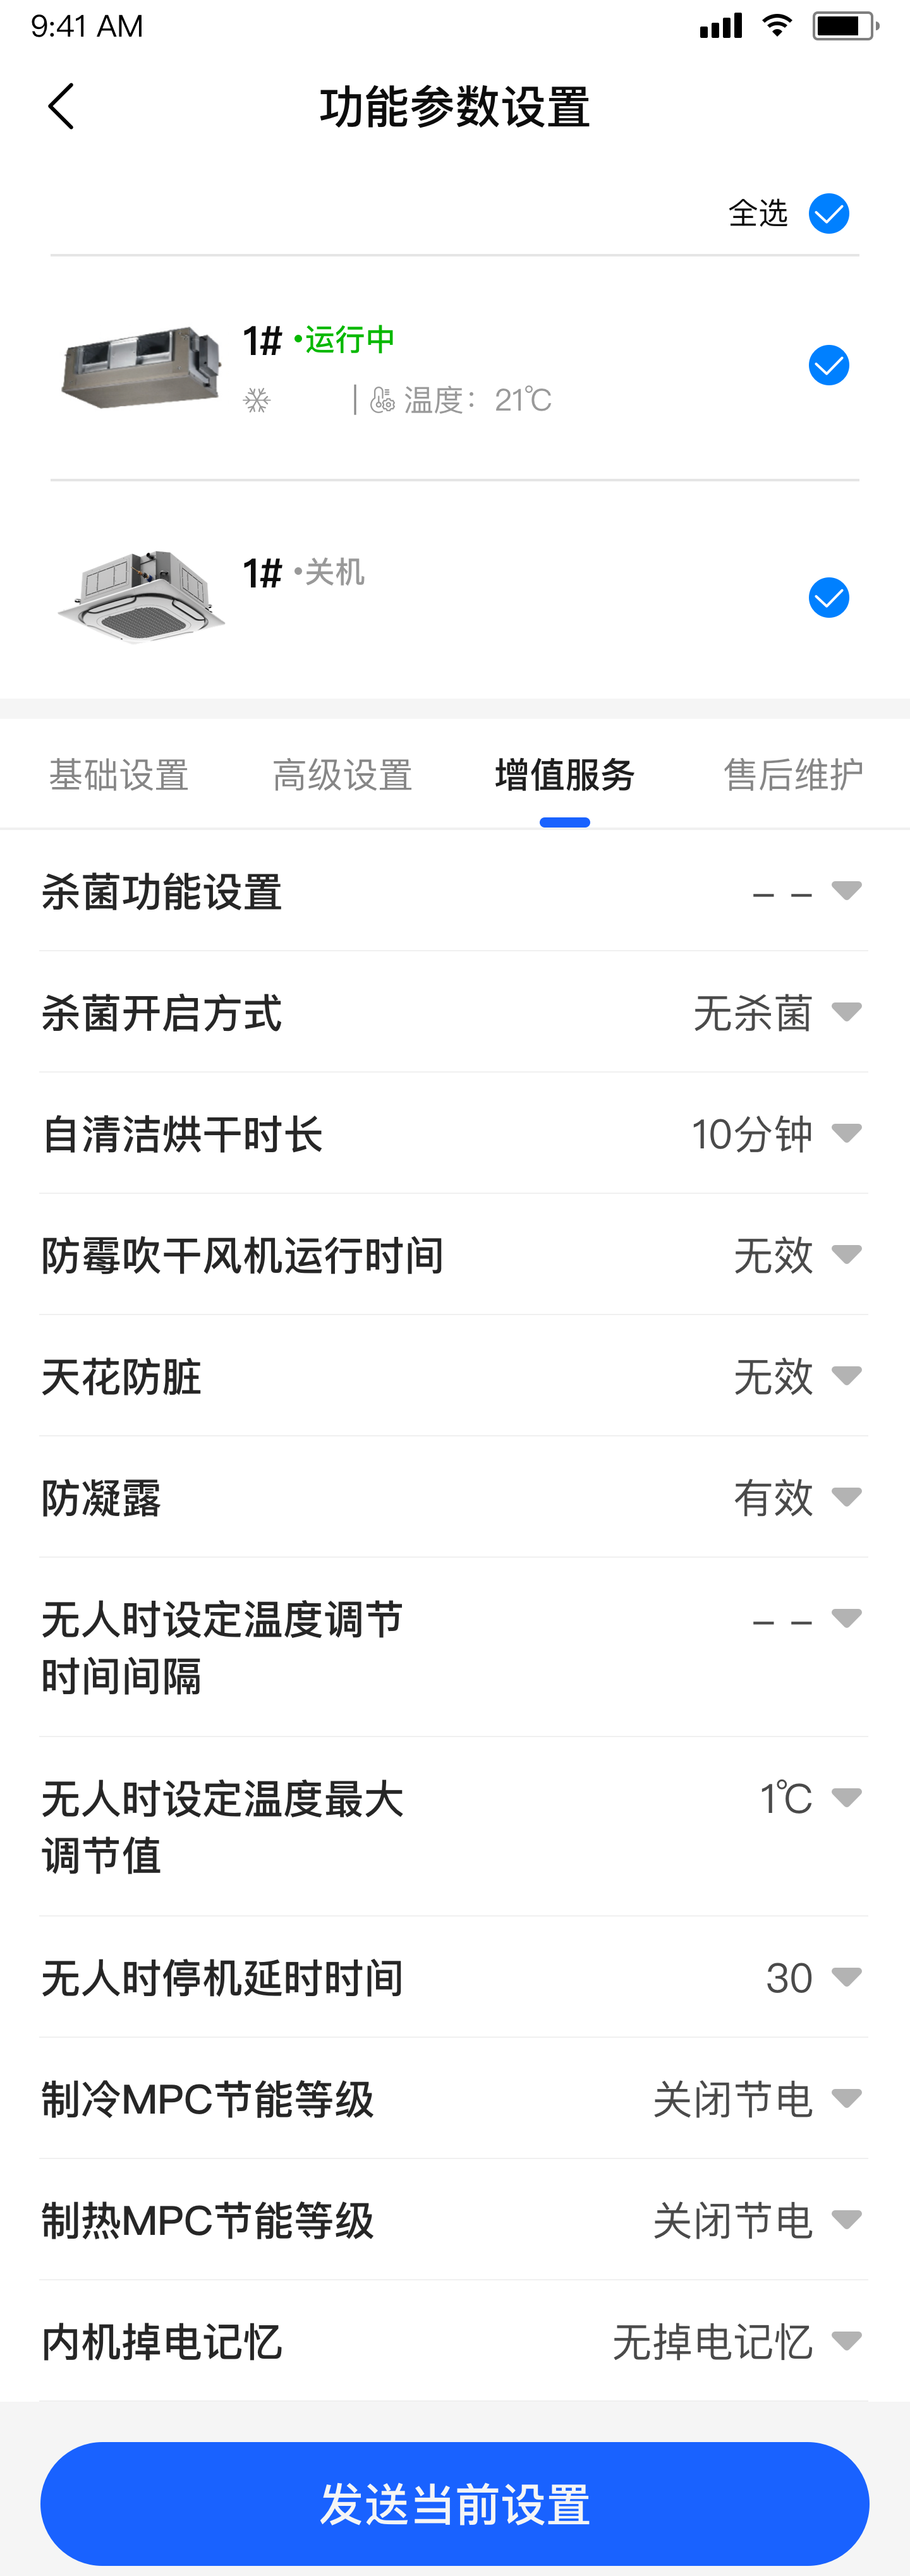 9:41 AM
功能参数设置
全选
1# •运行中
| 温度：21℃
1# •关机
基础设置 高级设置 增值服务 售后维护
杀菌功能设置 – –
杀菌开启方式 无杀菌
自清洁烘干时长 10分钟
防霉吹干风机运行时间 无效
天花防脏 无效
防凝露 有效
无人时设定温度调节 – –
时间间隔
无人时设定温度最大 1℃
调节值
无人时停机延时时间 30
制冷MPC节能等级 关闭节电
制热MPC节能等级 关闭节电
内机掉电记忆 无掉电记忆
发送当前设置